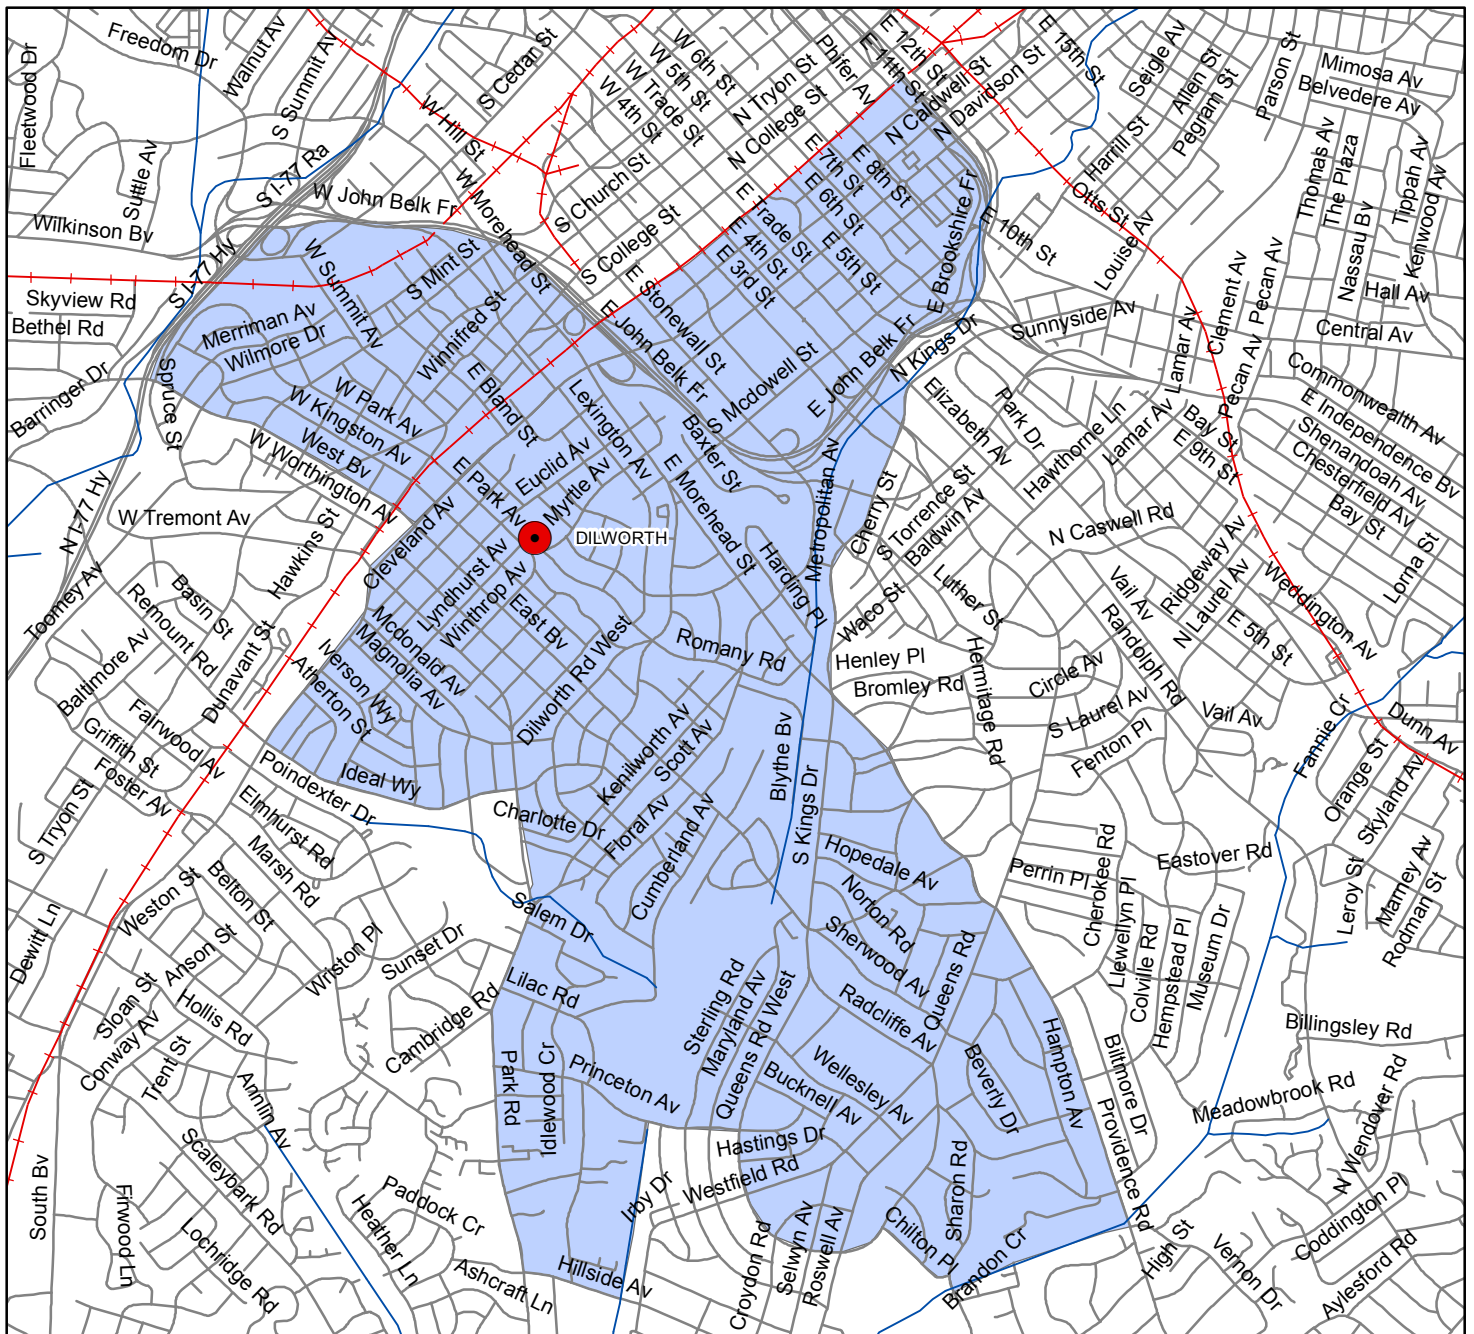 Freedom Dr
Walnut Av
S Summit Av
S Cedar St
W 6th St
W 5th St
W Trade St
W 4th St
N Tryon St
Phifer Av
E 11th St
E 12th St
N Caldwell St
N Davidson St
E 15th St
Seigle Av
Allen St
Pegram St
Parson St
Mimosa Av
Belvedere Av
Fleetwood Dr
Suttle Av
W Hill St
N College St
Harrill St
Thomas Av
The Plaza
Tippah Av
Kenwood Av
S I-77 Ra
W John Belk Fr
W Morehead St
S Church St
E 7th St
E 8th St
E 6th St
E 5th St
E Trade St
E 4th St
E 3rd St
E Brookshire Fr
Otts St
E 10th St
Louise Av
Nassau Bv
Wilkinson Bv
S I-77 Hy
W Summit Av
S Mint St
S College St
E Stonewall St
Clement Av
Pecan Av
Hall Av
Skyview Rd
Bethel Rd
Merriman Av
Wilmore Dr
Winnifred St
E John Belk Fr
E John Belk Fr
N Kings Dr
Sunnyside Av
Central Av
Lamar Av
Pecan Av
Barringer Dr
Spruce St
W Park Av
W Kingston Av
West Bv
W Worthington Av
E Bland St
Lexington Av
S Mcdowell St
Baxter St
Elizabeth Av
Park Dr
Hawthorne Ln
Lamar Av
Bay St
E 9th St
Commonwealth Av
E Independence Bv
Shenandoah Av
Chesterfield Av
Bay St
N I-77 Hy
W Tremont Av
Hawkins St
Cleveland Av
E Park Av
Euclid Av
Myrtle Av
DILWORTH
E Morehead St
Metropolitan Av
Cherry St
S Torrence St
Baldwin Av
N Caswell Rd
Ridgeway Av
N Laurel Av
Weddington Av
Lorna St
Toomey Av
Basin St
Remount Rd
Lyndhurst Av
Winthrop Av
East Bv
Harding Pl
Waco St
Luther St
Vail Av
Randolph Rd
E 5th St
Baltimore Av
Dunavant St
Mcdonald Av
Magnolia Av
Iverson Wy
Atherton St
Dilworth Rd West
Romany Rd
Henley Pl
Bromley Rd
Hermitage Rd
Circle Av
S Laurel Av
Fenton Pl
Vail Av
Fannie Cr
Dunn Av
Fairwood Av
Griffith St
Foster Av
S Tryon St
Poindexter Dr
Ideal Wy
Kenilworth Av
Scott Av
Blythe Bv
S Kings Dr
Orange St
Skyland Av
Elmhurst Rd
Marsh Rd
Charlotte Dr
Floral Av
Cumberland Av
Hopedale Av
Norton Rd
Sherwood Av
Perrin Pl
Cherokee Rd
Eastover Rd
Leroy St
Marney Av
Rodman St
Weston St
Belton St
Anson St
Dewitt Ln
Wriston Pl
Sunset Dr
Salem Dr
Lilac Rd
Queens Rd
Llewellyn Pl
Colville Rd
Hempstead Pl
Museum Dr
Sloan St
Conway Av
Hollis Rd
Trent St
Cambridge Rd
Sterling Rd
Maryland Av
Queens Rd West
Radcliffe Av
Billingsley Rd
Annlin Av
Park Rd
Idlewood Cr
Princeton Av
Wellesley Av
Bucknell Av
Beverly Dr
Hampton Av
Biltmore Dr
Providence Rd
Meadowbrook Rd
N Wendover Rd
Scaleybark Rd
South Bv
Firwood Ln
Lochridge Rd
Heather Ln
Paddock Cr
Ashcraft Ln
Hillside Av
Irby Dr
Hastings Dr
Westfield Rd
Croydon Rd
Selwyn Av
Roswell Av
Chilton Pl
Sharon Rd
Brandon Cr
High St
Vernon Dr
Coddington Pl
Aylesford Rd